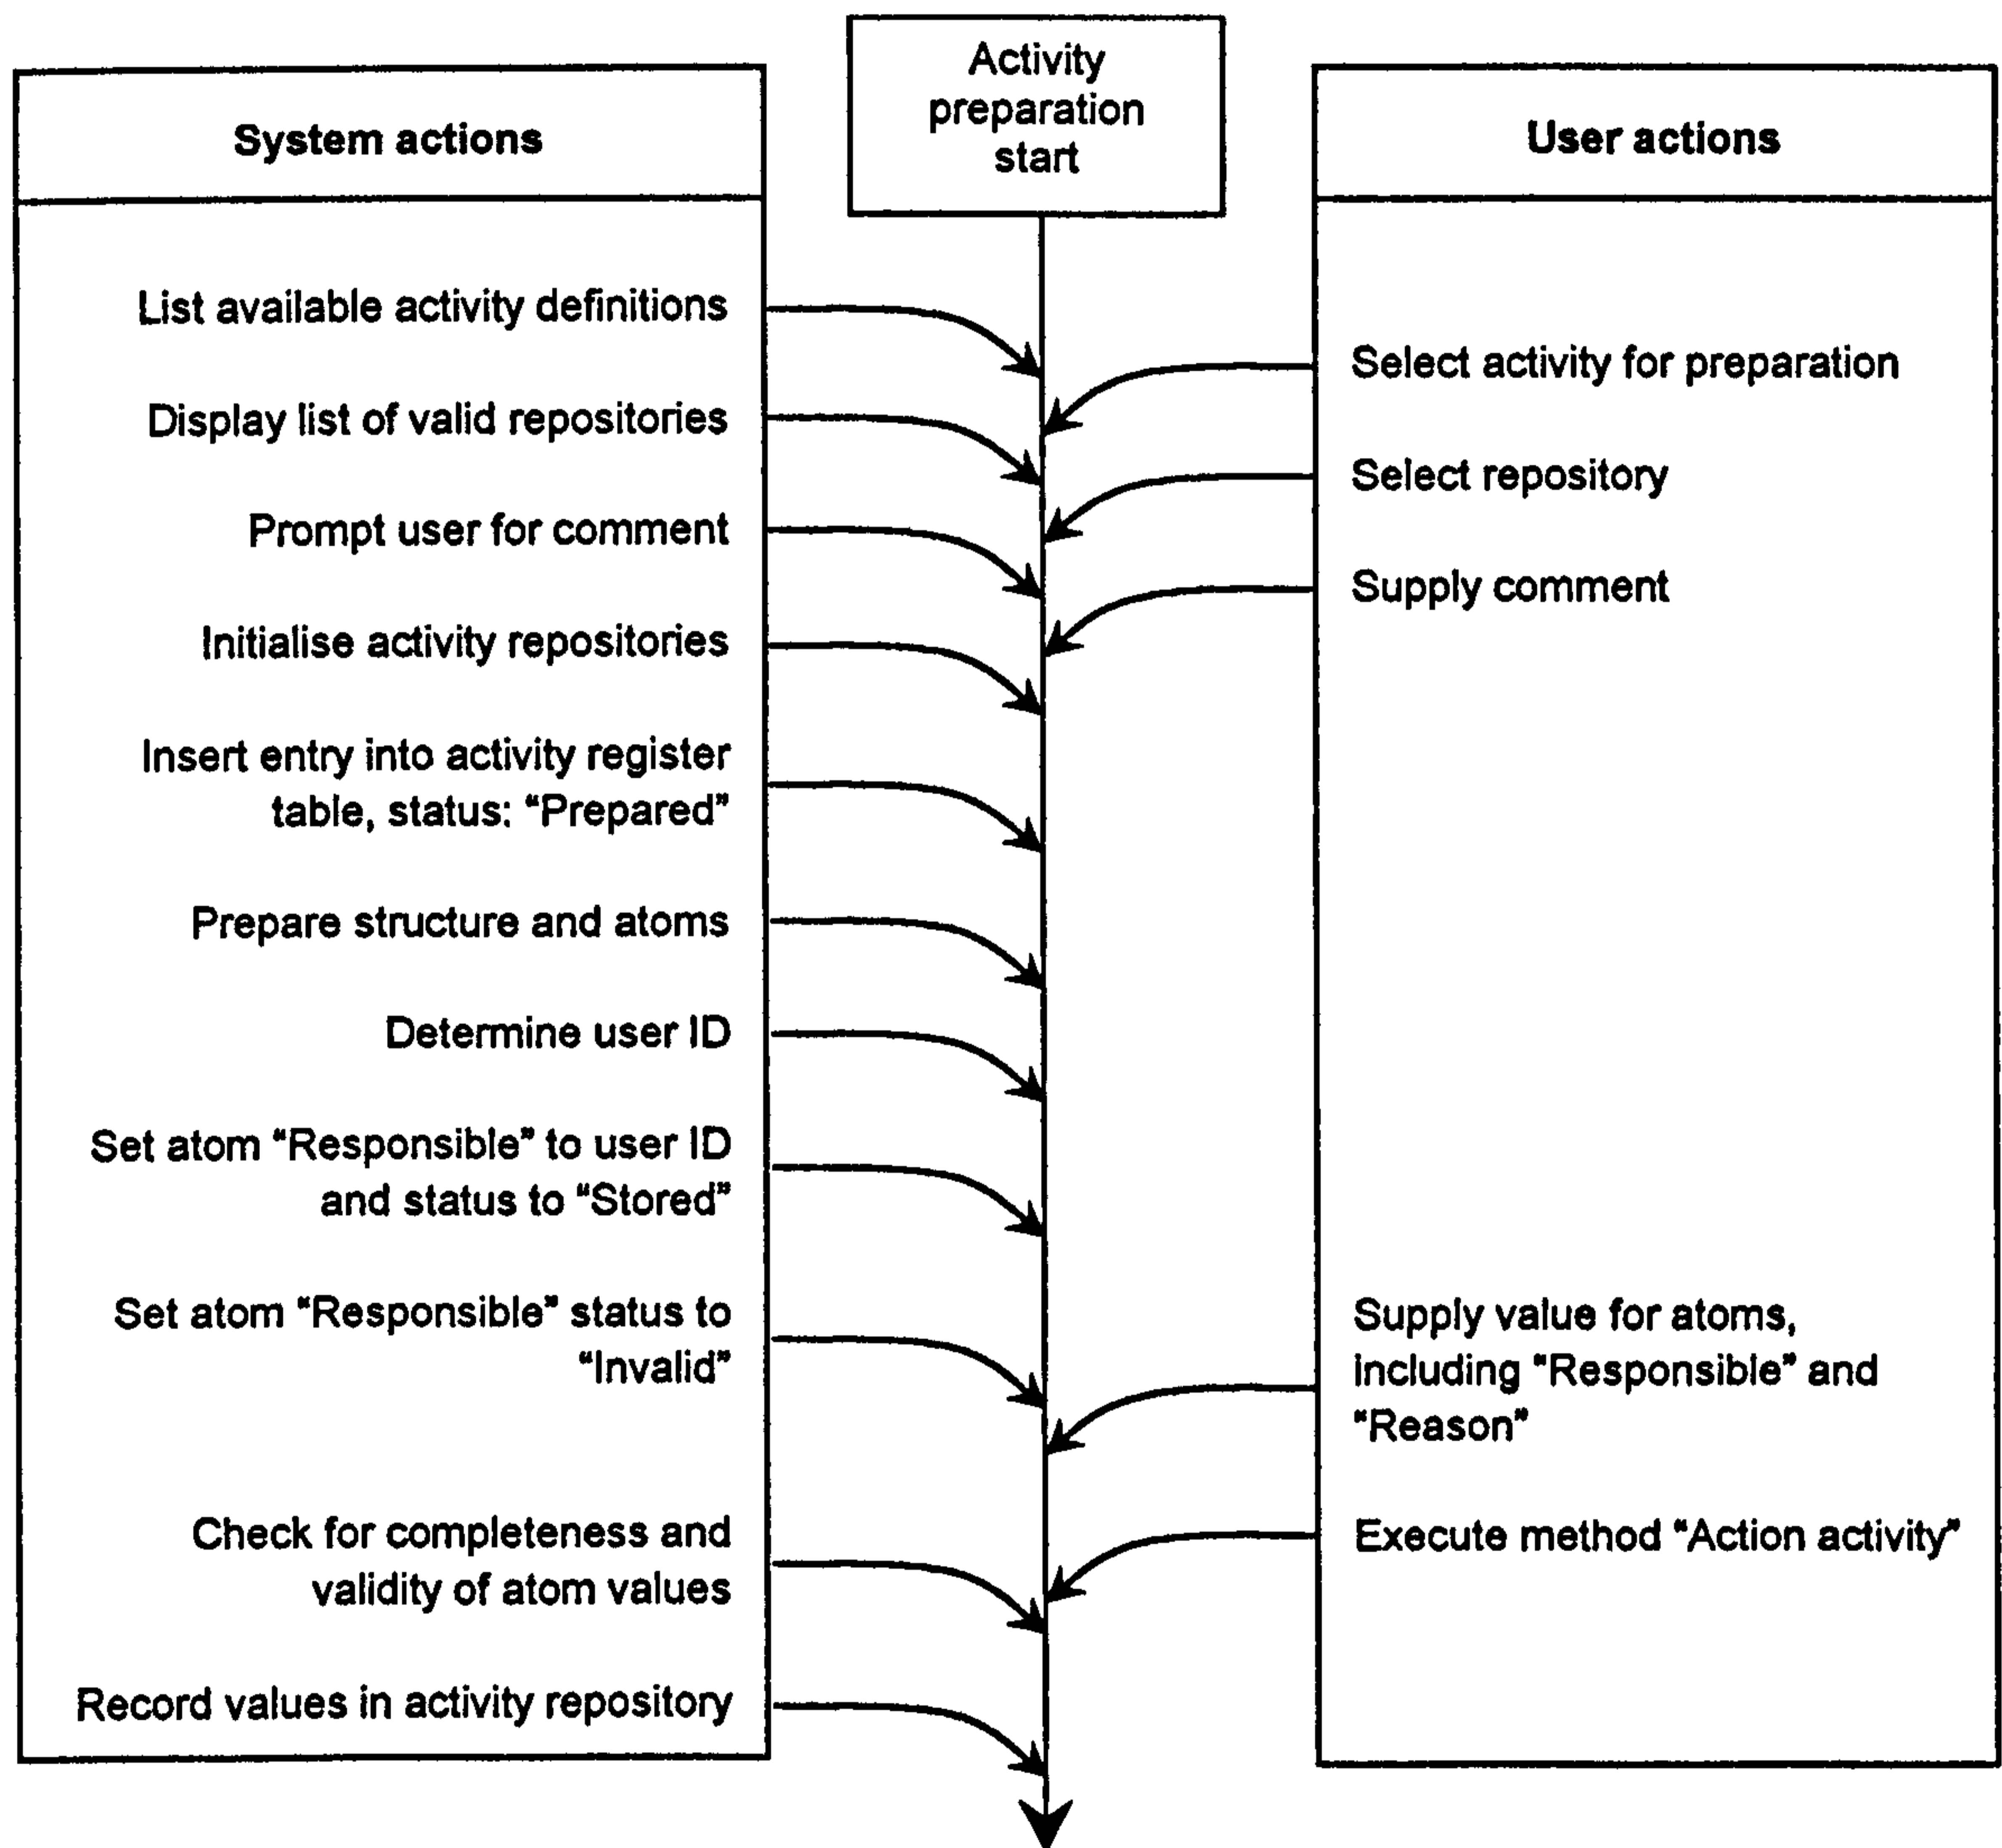 Activity
preparation
start
System actions
List available activity definitions
Display list of valid repositories
Prompt user for comment
Initialise activity repositories
Insert entry into activity register
table, status: “Prepared”
Prepare structure and atoms
Determine user ID
Set atom “Responsible” to user ID
and status to “Stored”
Set atom “Responsible” status to
“Invalid”
Check for completeness and
validity of atom values
Record values in activity repository
User actions
Select activity for preparation
Select repository
Supply comment
Supply value for atoms,
including “Responsible” and
“Reason”
Execute method “Action activity”